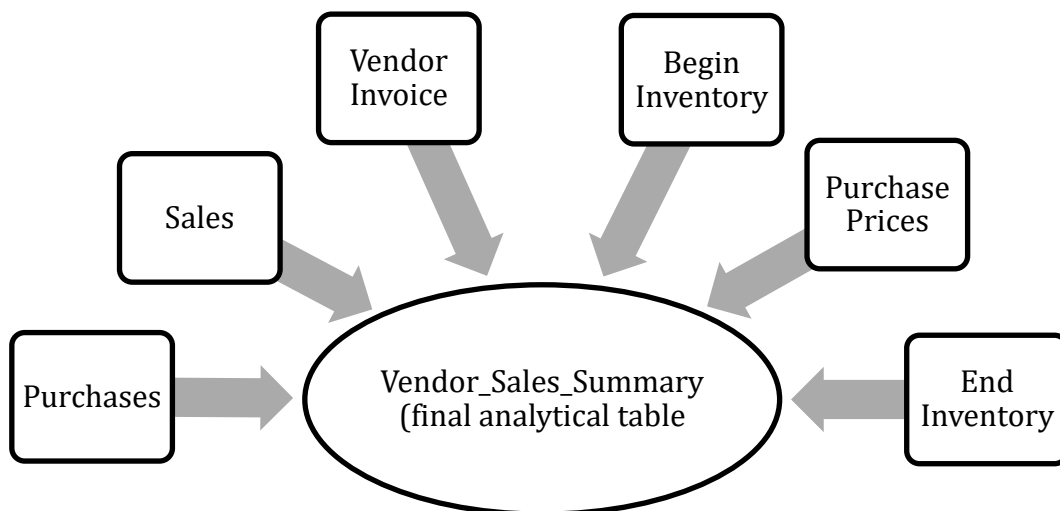 Vendor
Invoice
Begin
Inventory
Sales
Purchase
Prices
Purchases
Vendor_Sales_Summary
(final analytical table
End
Inventory